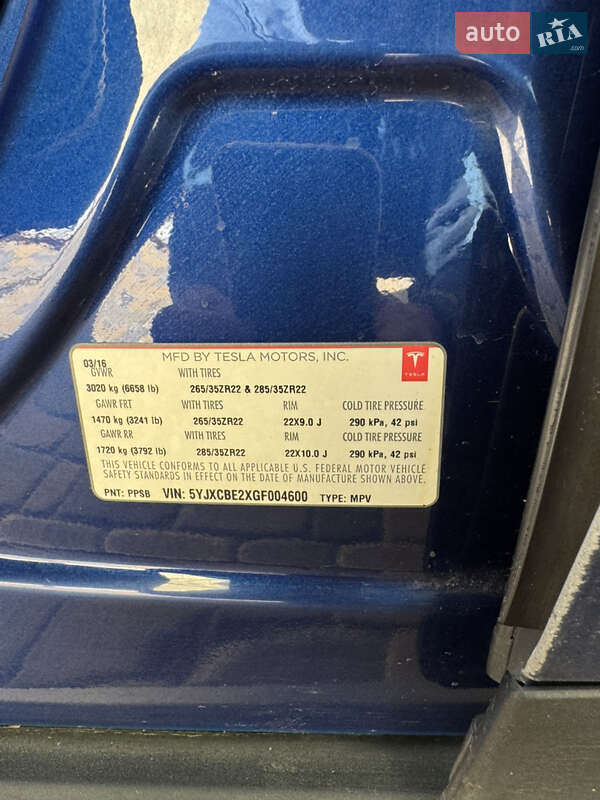 auto RIA.com
03/16 MFD BY TESLA MOTORS, INC.
GVWR WITH TIRES TESLA
3020 kg (6658 lb) 265/35ZR22 & 285/35ZR22
GAWR FRT WITH TIRES RIM COLD TIRE PRESSURE
1470 kg (3241 lb) 265/35ZR22 22X9.0 J 290 kPa, 42 psi
GAWR RR WITH TIRES RIM COLD TIRE PRESSURE
1720 kg (3792 lb) 285/35ZR22 22X10.0 J 290 kPa, 42 psi
THIS VEHICLE CONFORMS TO ALL APPLICABLE U.S. FEDERAL MOTOR VEHICLE
SAFETY STANDARDS IN EFFECT ON THE DATE OF MANUFACTURE SHOWN ABOVE.
PNT: PPSB VIN: 5YJXCBE2XGF004600 TYPE: MPV